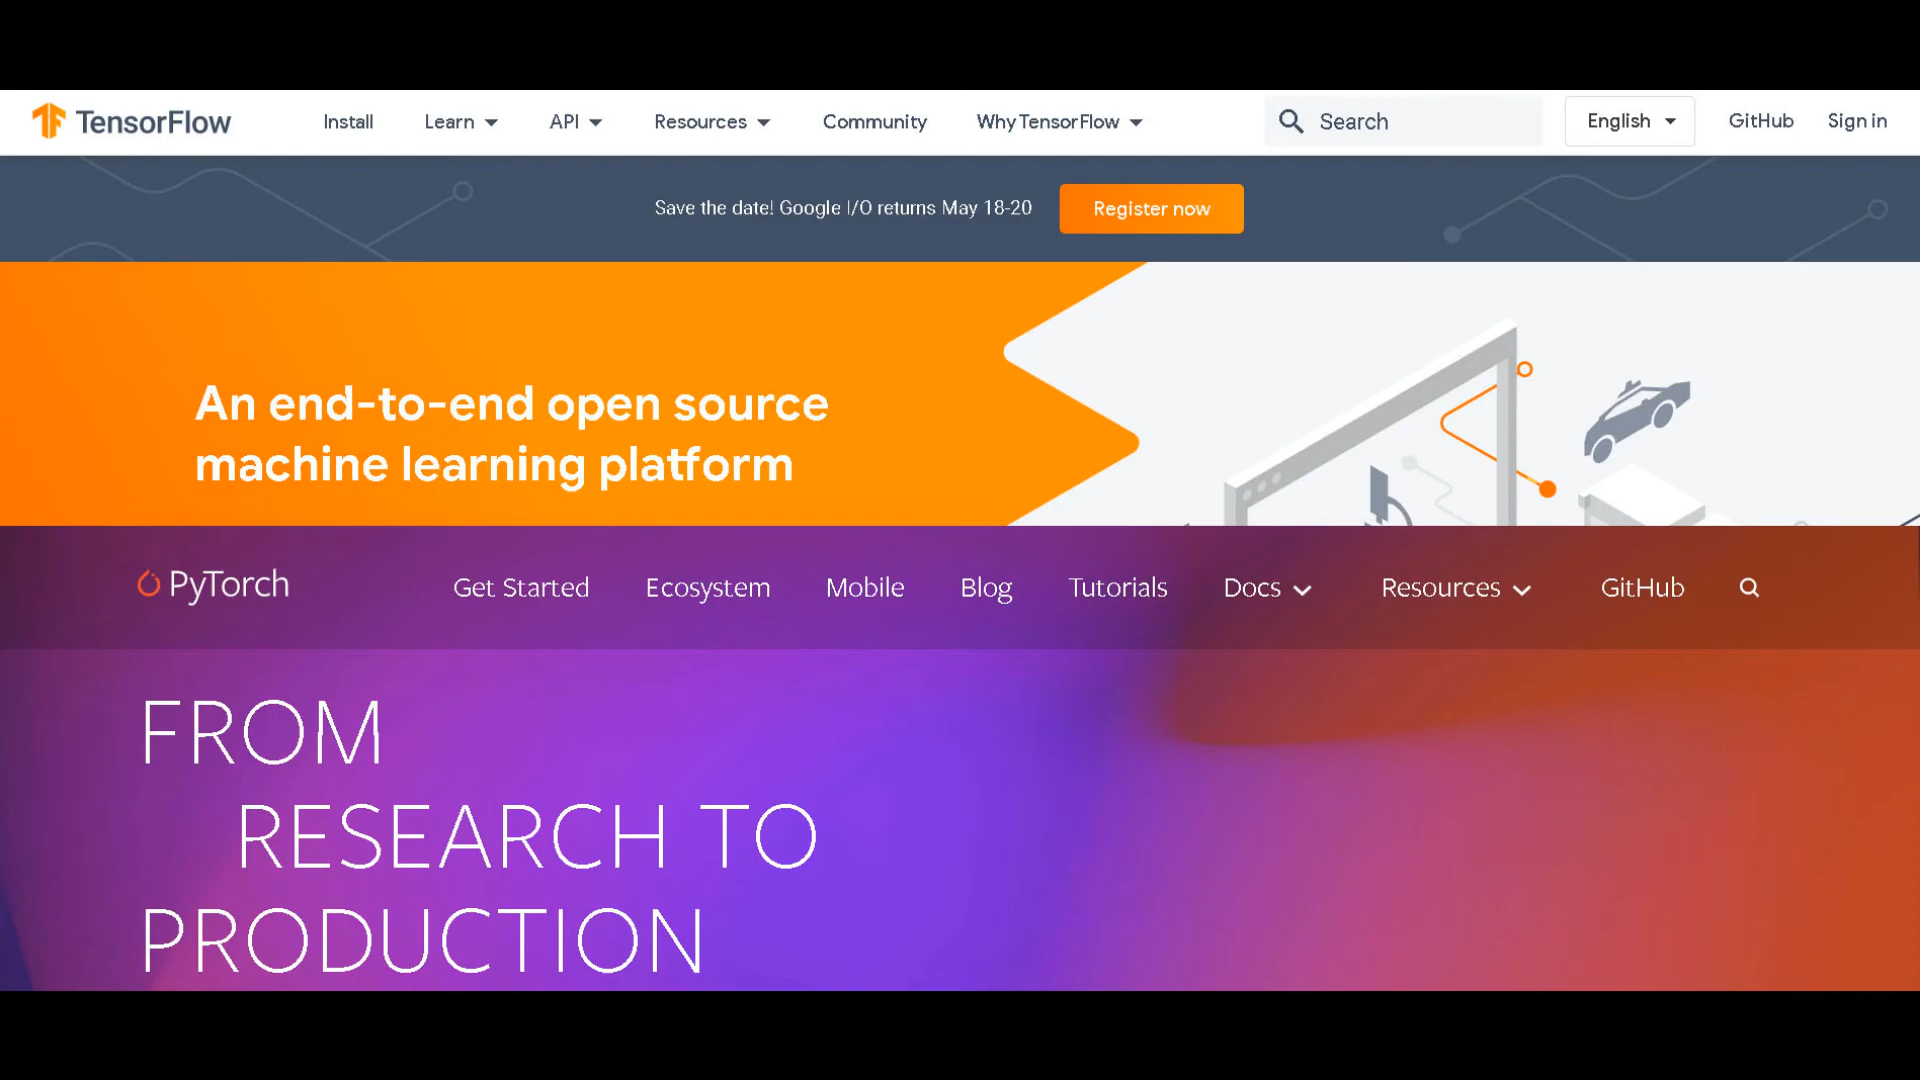 TensorFlow Install Learn API Resources Community Why TensorFlow Search English GitHub Sign in
Save the date! Google I/O returns May 18-20 Register now
An end-to-end open source
machine learning platform
PyTorch Get Started Ecosystem Mobile Blog Tutorials Docs Resources GitHub
FROM
RESEARCH TO
PRODUCTION